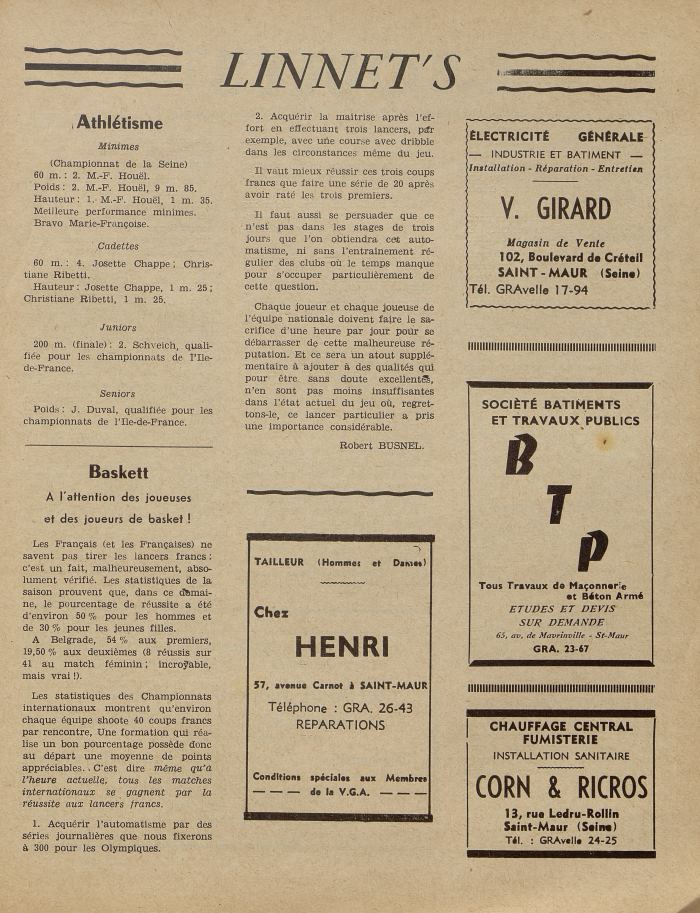 LINNET'S
Athlétisme
Minimes
(Championnat de la Seine)
60 m. : 2. M.-F. Houël.
Poids : 2. M.-F. Houël, 9 m. 85.
Hauteur : 1. M.-F. Houël, 1 m. 35.
Meilleure performance minimes.
Bravo Marie-Françoise.
Cadettes
60 m. : 4. Josette Chappe ; Chris-
tiane Ribetti.
Hauteur : Josette Chappe, 1 m. 25 ;
Christiane Ribetti, 1 m. 25.
Juniors
200 m. (finale) : 2. Schveich, quali-
fiée pour les championnats de l'Ile-
de-France.
Seniors
Poids : J. Duval, qualifiée pour les
championnats de l'Ile-de-France.
Baskett
A l'attention des joueuses
et des joueurs de basket !
Les Français (et les Françaises) ne
savent pas tirer les lancers francs :
c'est un fait, malheureusement, abso-
lument vérifié. Les statistiques de la
saison prouvent que, dans ce domai-
ne, le pourcentage de réussite a été
d'environ 50 % pour les hommes et
de 30 % pour les jeunes filles.
A Belgrade, 54 % aux premiers,
19,50 % aux deuxièmes (8 réussis sur
41 au match féminin ; incroyable,
mais vrai !).
Les statistiques des Championnats
internationaux montrent qu'environ
chaque équipe shoote 40 coups francs
par rencontre, Une formation qui réa-
lise un bon pourcentage possède donc
au départ une moyenne de points
appréciables. C'est dire même qu'à
l'heure actuelle, tous les matches
internationaux se gagnent par la
réussite aux lancers francs.
1. Acquérir l'automatisme par des
séries journalières que nous fixerons
à 300 pour les Olympiques.
2. Acquérir la maîtrise après l'ef-
fort en effectuant trois lancers, par
exemple, avec une course avec dribble
dans les circonstances même du jeu.
Il vaut mieux réussir ces trois coups
francs que faire une série de 20 après
avoir raté les trois premiers.
Il faut aussi se persuader que ce
n'est pas dans les stages de trois
jours que l'on obtiendra cet auto-
matisme, ni sans l'entraînement ré-
gulier des clubs où le temps manque
pour s'occuper particulièrement de
cette question.
Chaque joueur et chaque joueuse de
l'équipe nationale doivent faire le sa-
crifice d'une heure par jour pour se
débarrasser de cette malheureuse ré-
putation. Et ce sera un atout supplé-
mentaire à ajouter à des qualités qui
pour être sans doute excellentes,
n'en sont pas moins insuffisantes
dans l'état actuel du jeu où, regret-
tons-le, ce lancer particulier a pris
une importance considérable.
Robert BUSNEL.
TAILLEUR (Hommes et Dames)
Chez
HENRI
57, avenue Carnot à SAINT-MAUR
Téléphone : GRA. 26-43
REPARATIONS
Conditions spéciales aux Membres
— — — de la V.G.A. — — —
ÉLECTRICITÉ GÉNÉRALE
— INDUSTRIE ET BATIMENT —
Installation - Réparation - Entretien
V. GIRARD
Magasin de Vente
102, Boulevard de Créteil
SAINT-MAUR (Seine)
Tél. GRAvelle 17-94
SOCIÈTÉ BATIMENTS
ET TRAVAUX PUBLICS
B
T
P
Tous Travaux de Maçonnerie
et Béton Armé
ETUDES ET DEVIS
SUR DEMANDE
65, av. de Mavrinville - St-Maur
GRA. 23-67
CHAUFFAGE CENTRAL
FUMISTERIE
INSTALLATION SANITAIRE
CORN & RICROS
13, rue Ledru-Rollin
Saint-Maur (Seine)
Tél. : GRAvelle 24-25